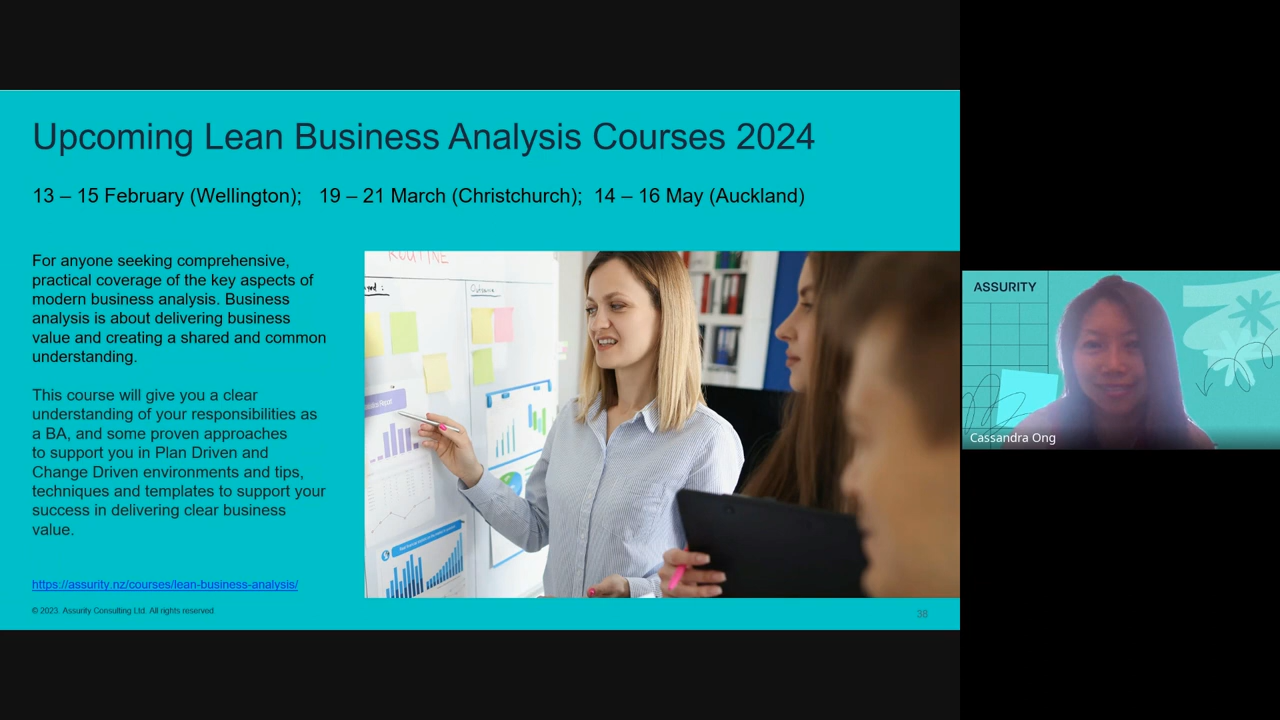 Upcoming Lean Business Analysis Courses 2024
13 – 15 February (Wellington);   19 – 21 March (Christchurch);  14 – 16 May (Auckland)
For anyone seeking comprehensive,
practical coverage of the key aspects of
modern business analysis. Business
analysis is about delivering business
value and creating a shared and common
understanding.
This course will give you a clear
understanding of your responsibilities as
a BA, and some proven approaches
to support you in Plan Driven and
Change Driven environments and tips,
techniques and templates to support your
success in delivering clear business
value.
https://assurity.nz/courses/lean-business-analysis/
© 2023 Assurity Consulting Ltd. All rights reserved.
38
ROUTINE
ASSURITY
Cassandra Ong